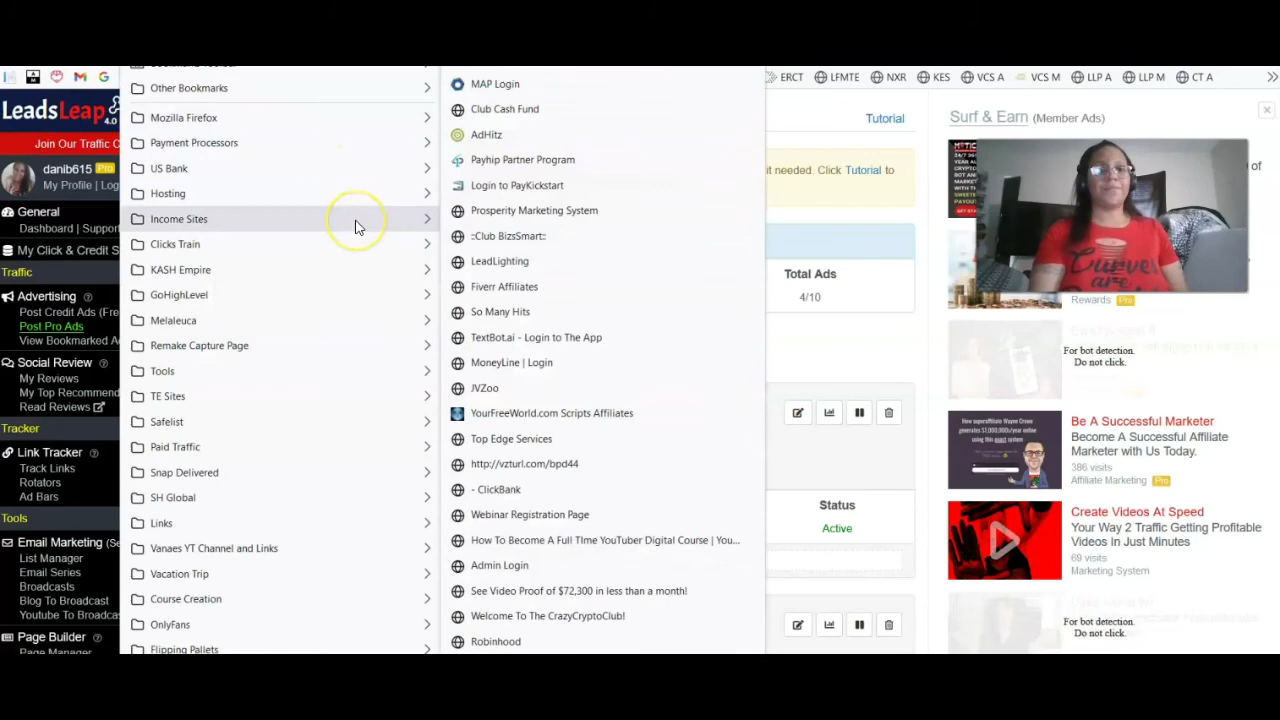 ERCT
LFMTE
NXR
KES
VCS A
VCS M
LLP A
LLP M
CT A
LeadsLeap
4.0
Join Our Traffic C
danib615 Pro
My Profile | Log
General
Dashboard | Support
My Click & Credit S
Traffic
Advertising
Post Credit Ads (Fre
Post Pro Ads
View Bookmarked A
Social Review
My Reviews
My Top Recommend
Read Reviews
Tracker
Link Tracker
Track Links
Rotators
Ad Bars
Tools
Email Marketing (Se
List Manager
Email Series
Broadcasts
Blog To Broadcast
Youtube To Broadcas
Page Builder
Other Bookmarks
Mozilla Firefox
Payment Processors
US Bank
Hosting
Income Sites
Clicks Train
KASH Empire
GoHighLevel
Melaleuca
Remake Capture Page
Tools
TE Sites
Safelist
Paid Traffic
Snap Delivered
SH Global
Links
Vanaes YT Channel and Links
Vacation Trip
Course Creation
OnlyFans
Flipping Pallets
MAP Login
Club Cash Fund
AdHitz
Payhip Partner Program
Login to PayKickstart
Prosperity Marketing System
::Club BizsSmart::
LeadLighting
Fiverr Affiliates
So Many Hits
TextBot.ai - Login to The App
MoneyLine | Login
JVZoo
YourFreeWorld.com Scripts Affiliates
Top Edge Services
http://vzturl.com/bpd44
- ClickBank
Webinar Registration Page
How To Become A Full TIme YouTuber Digital Course | You...
Admin Login
See Video Proof of $72,300 in less than a month!
Welcome To The CrazyCryptoClub!
Robinhood
Tutorial
it needed. Click Tutorial to
Total Ads
4/10
Status
Active
Surf & Earn (Member Ads)
of
Curves
are
Rewards Pro
For bot detection.
Do not click.
Be A Successful Marketer
Become A Successful Affiliate
Marketer with Us Today.
386 visits
Affiliate Marketing Pro
Create Videos At Speed
Your Way 2 Traffic Getting Profitable
Videos In Just Minutes
69 visits
Marketing System
For bot detection.
Do not click.